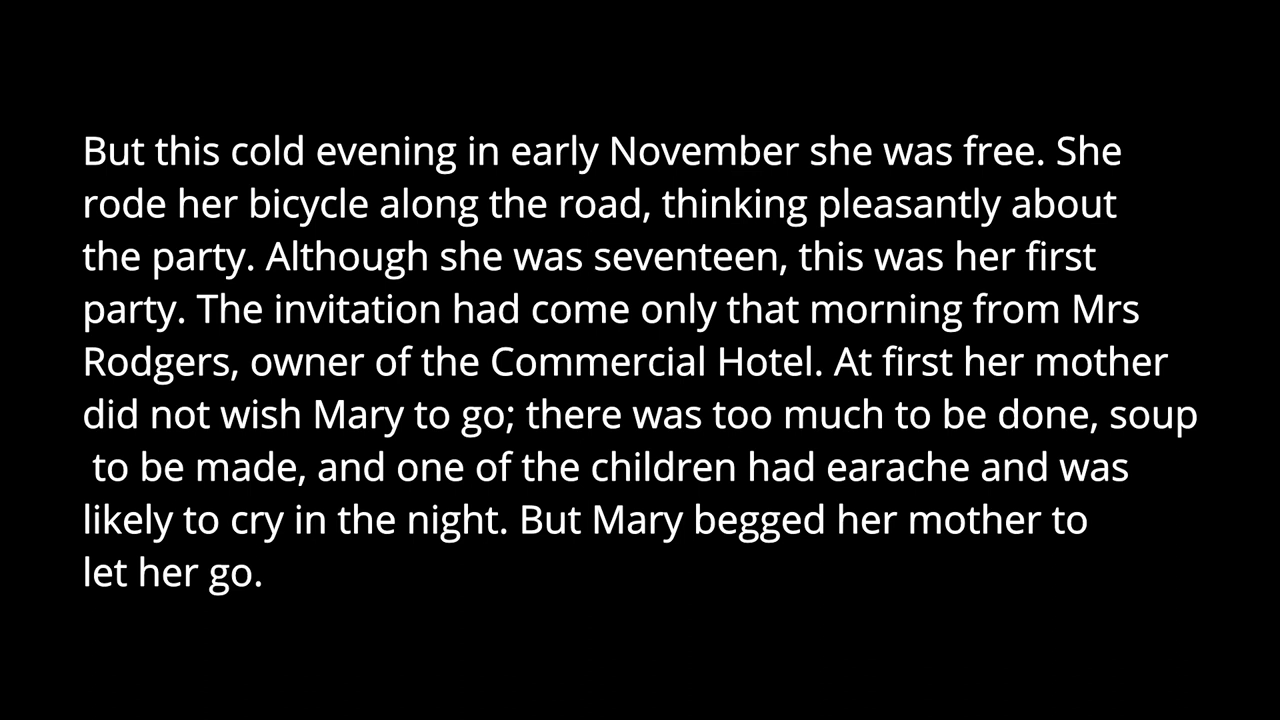 But this cold evening in early November she was free. She
rode her bicycle along the road, thinking pleasantly about
the party. Although she was seventeen, this was her first
party. The invitation had come only that morning from Mrs
Rodgers, owner of the Commercial Hotel. At first her mother
did not wish Mary to go; there was too much to be done, soup
to be made, and one of the children had earache and was
likely to cry in the night. But Mary begged her mother to
let her go.